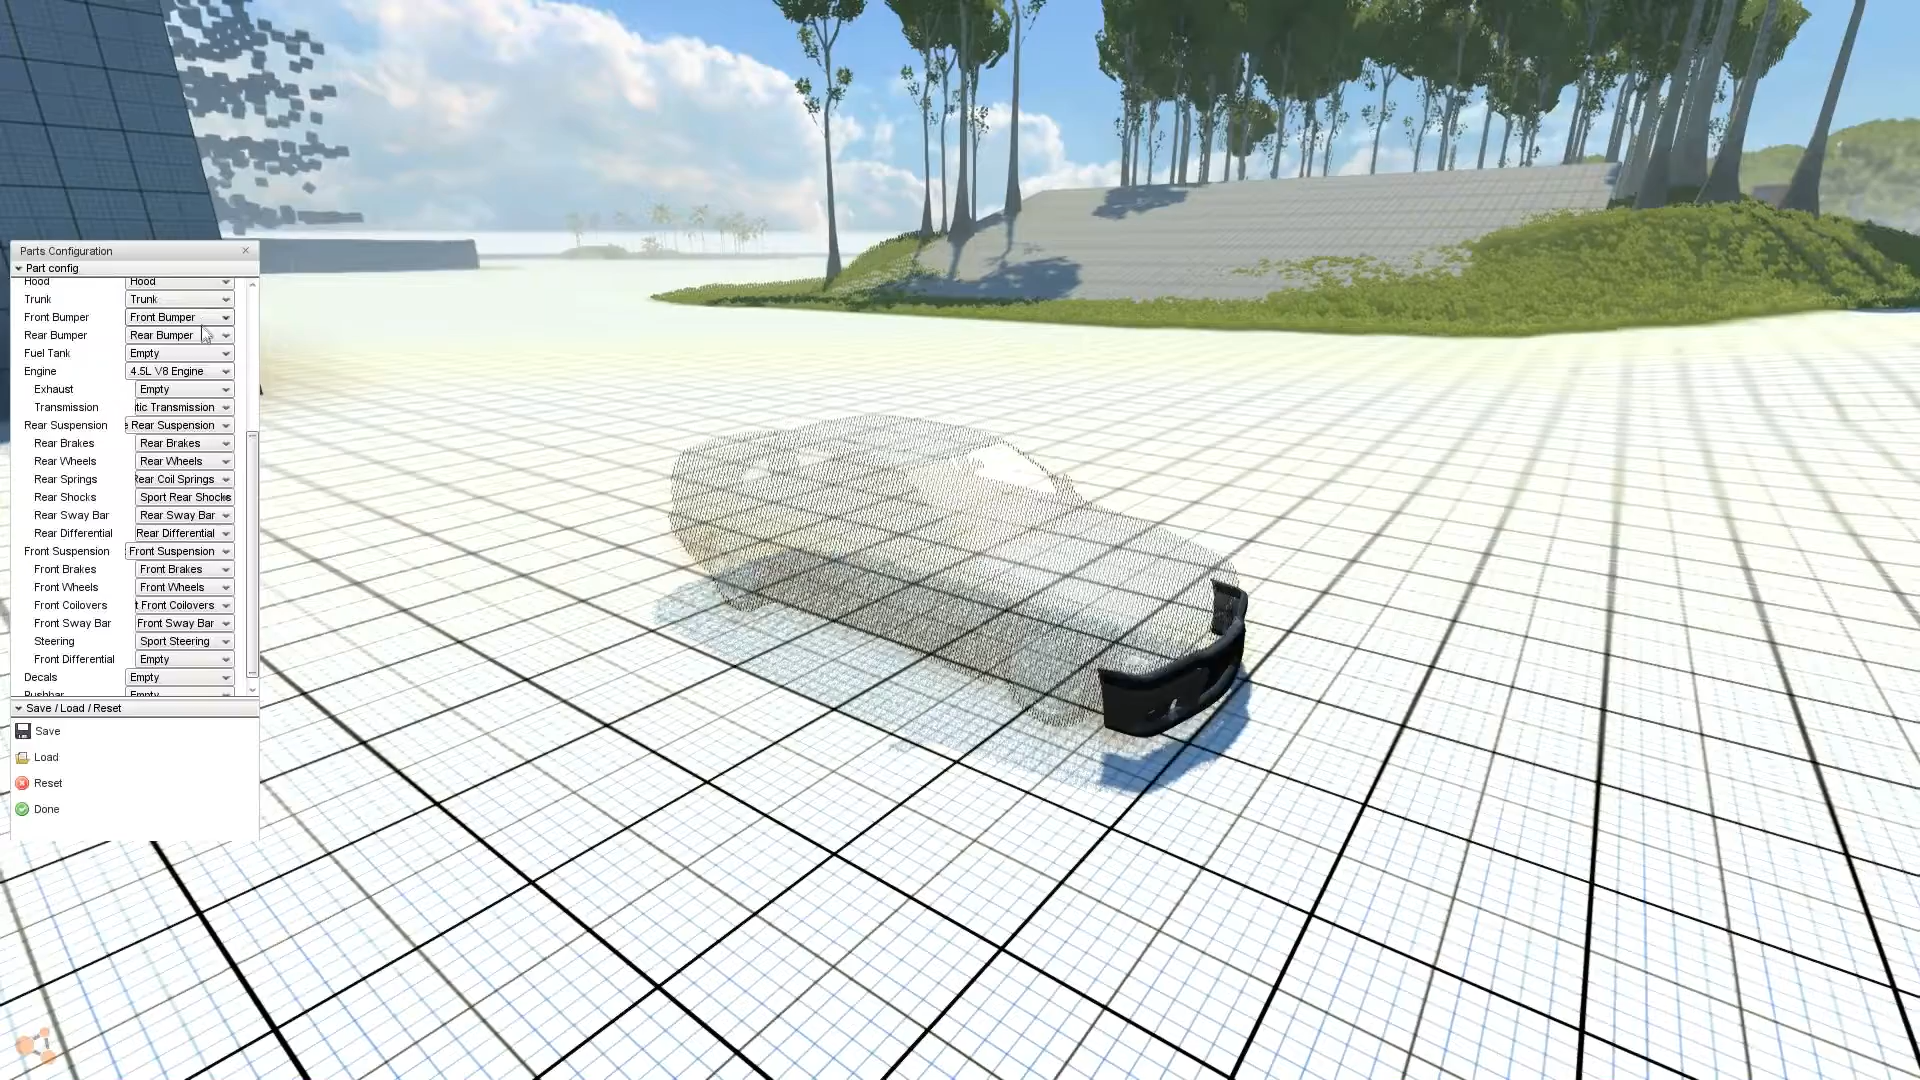 Parts Configuration
Part config
Hood Hood
Trunk Trunk
Front Bumper Front Bumper
Rear Bumper Rear Bumper
Fuel Tank Empty
Engine 4.5L V8 Engine
Exhaust Empty
Transmission tic Transmission
Rear Suspension e Rear Suspension
Rear Brakes Rear Brakes
Rear Wheels Rear Wheels
Rear Springs Rear Coil Springs
Rear Shocks Sport Rear Shocks
Rear Sway Bar Rear Sway Bar
Rear Differential Rear Differential
Front Suspension Front Suspension
Front Brakes Front Brakes
Front Wheels Front Wheels
Front Coilovers t Front Coilovers
Front Sway Bar Front Sway Bar
Steering Sport Steering
Front Differential Empty
Decals Empty
Pushbar Empty
Save / Load / Reset
Save
Load
Reset
Done